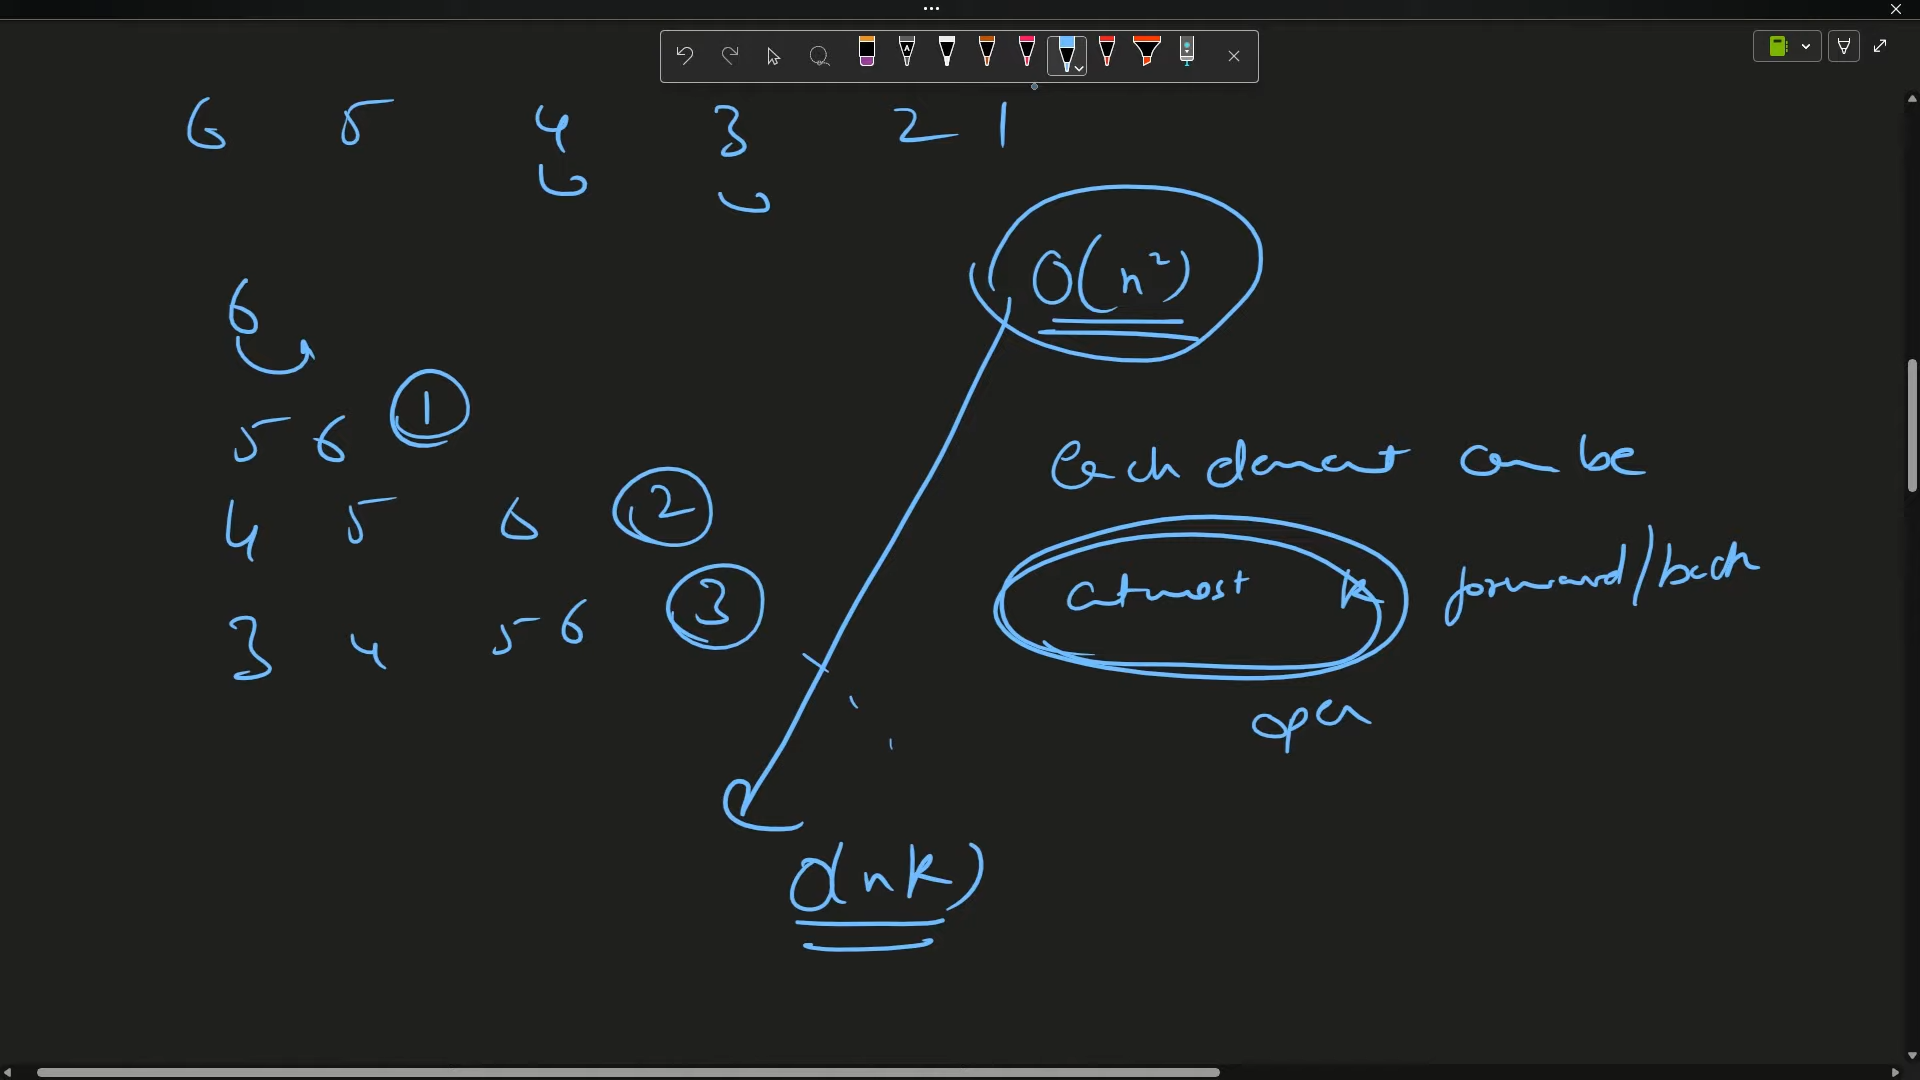 6 5 4 3 2 1
O(n²)
6
5 6 1
4 5 6 2
3 4 5 6 3
each element can be
atmost k forward/back
open
O(nk)